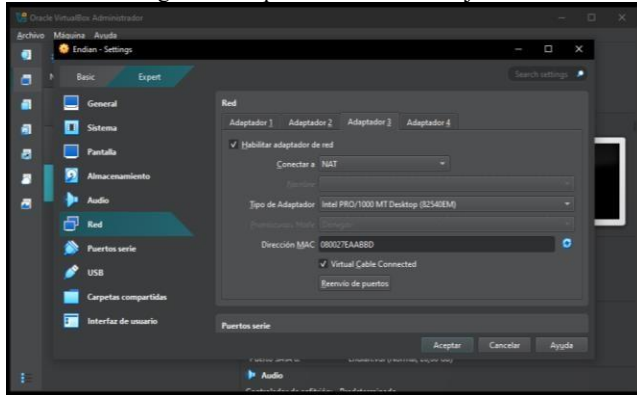 Oracle VirtualBox Administrador
Archivo Máquina Ayuda
Endian - Settings
Basic Expert
Search settings
General
Sistema
Pantalla
Almacenamiento
Audio
Red
Puertos serie
USB
Carpetas compartidas
Interfaz de usuario
Red
Adaptador 1 Adaptador 2 Adaptador 3 Adaptador 4
Habilitar adaptador de red
Conectar a NAT
Nombre
Tipo de Adaptador Intel PRO/1000 MT Desktop (82540EM)
Dirección MAC 080027EAABBD
Virtual Cable Connected
Reenvío de puertos
Puertos serie
Aceptar Cancelar Ayuda
Audio